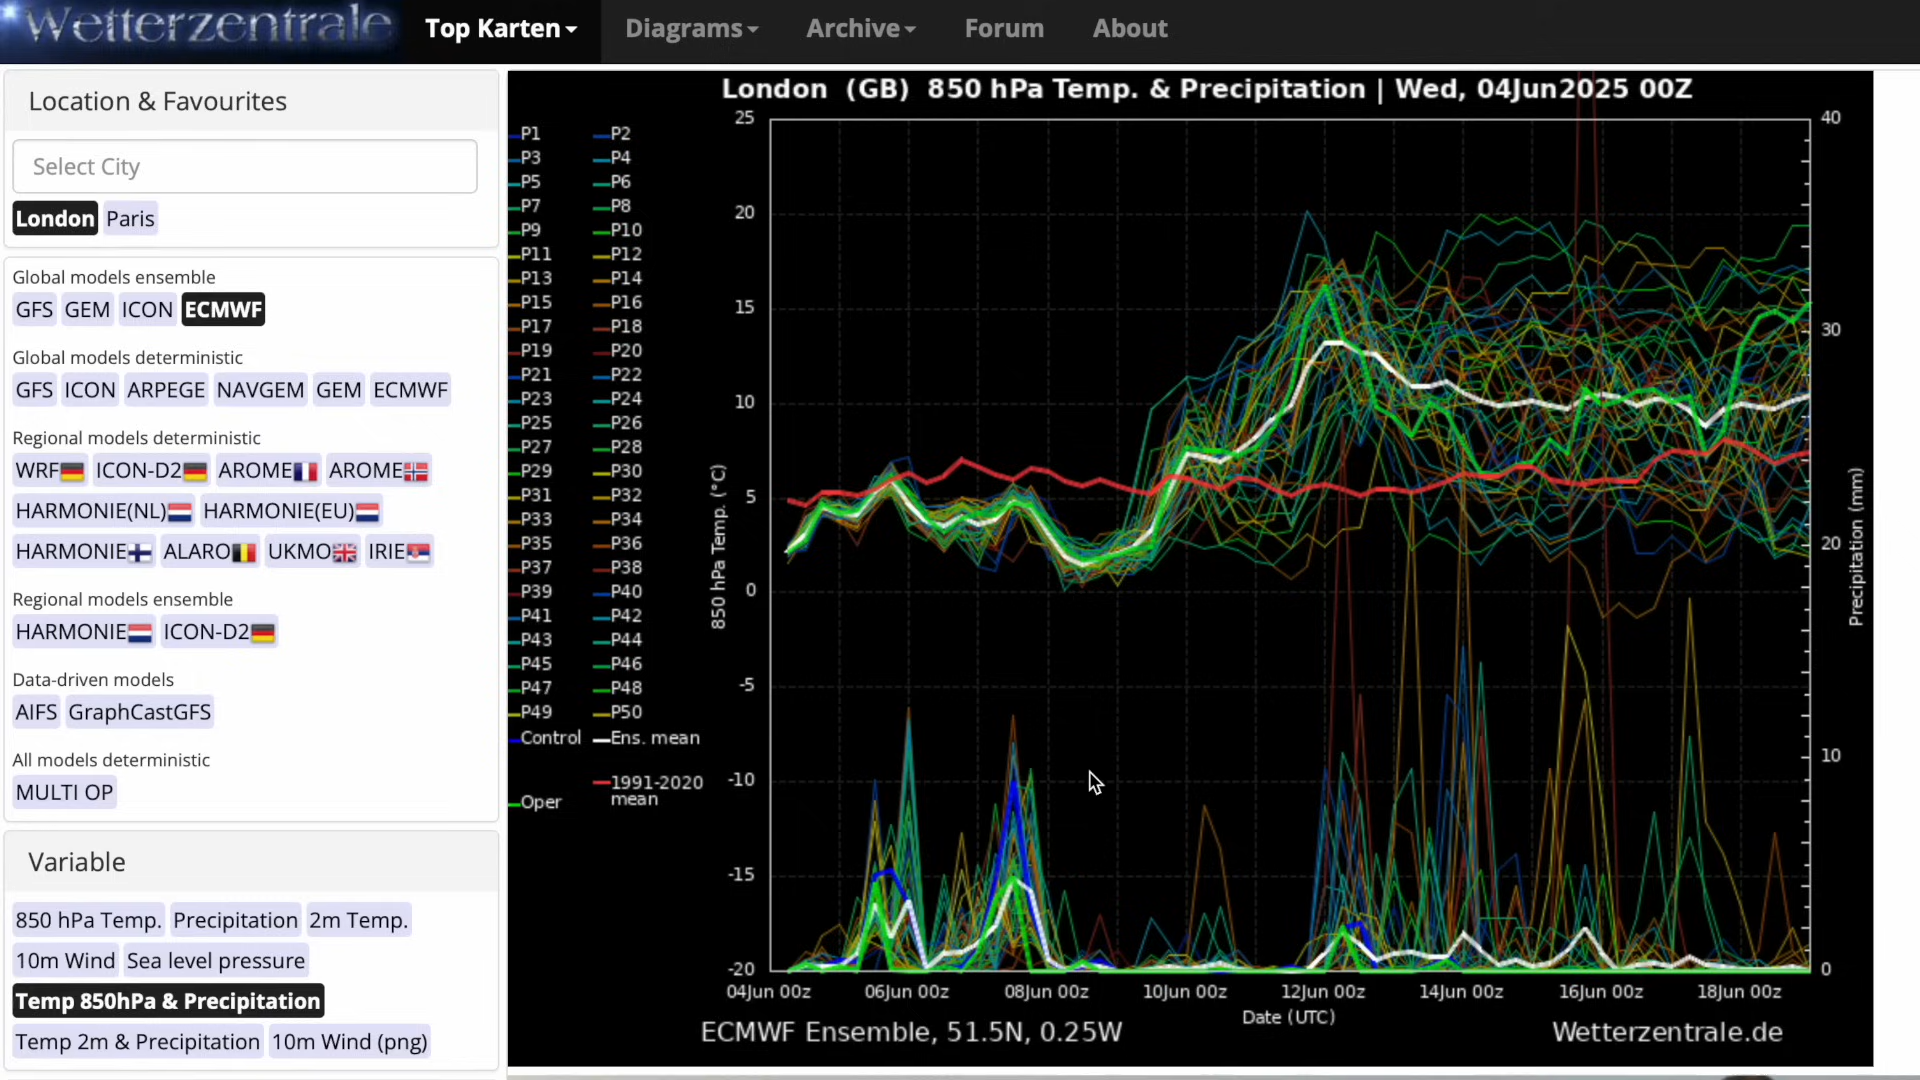 Wetterzentrale
Top Karten
Diagrams
Archive
Forum
About
Location & Favourites
Select City
London Paris
Global models ensemble
GFS GEM ICON ECMWF
Global models deterministic
GFS ICON ARPEGE NAVGEM GEM ECMWF
Regional models deterministic
WRF ICON-D2 AROME AROME
HARMONIE(NL) HARMONIE(EU)
HARMONIE ALARO UKMO IRIE
Regional models ensemble
HARMONIE ICON-D2
Data-driven models
AIFS GraphCastGFS
All models deterministic
MULTI OP
Variable
850 hPa Temp. Precipitation 2m Temp.
10m Wind Sea level pressure
Temp 850hPa & Precipitation
Temp 2m & Precipitation 10m Wind (png)
London (GB) 850 hPa Temp. & Precipitation | Wed, 04Jun2025 00Z
P1 P2
P3 P4
P5 P6
P7 P8
P9 P10
P11 P12
P13 P14
P15 P16
P17 P18
P19 P20
P21 P22
P23 P24
P25 P26
P27 P28
P29 P30
P31 P32
P33 P34
P35 P36
P37 P38
P39 P40
P41 P42
P43 P44
P45 P46
P47 P48
P49 P50
Control Ens. mean
1991-2020
mean
Oper
850 hPa Temp. (°C)
25
20
15
10
5
0
-5
-10
-15
-20
40
30
20
10
0
Precipitation (mm)
04Jun 00z 06Jun 00z 08Jun 00z 10Jun 00z 12Jun 00z 14Jun 00z 16Jun 00z 18Jun 00z
Date (UTC)
ECMWF Ensemble, 51.5N, 0.25W
Wetterzentrale.de